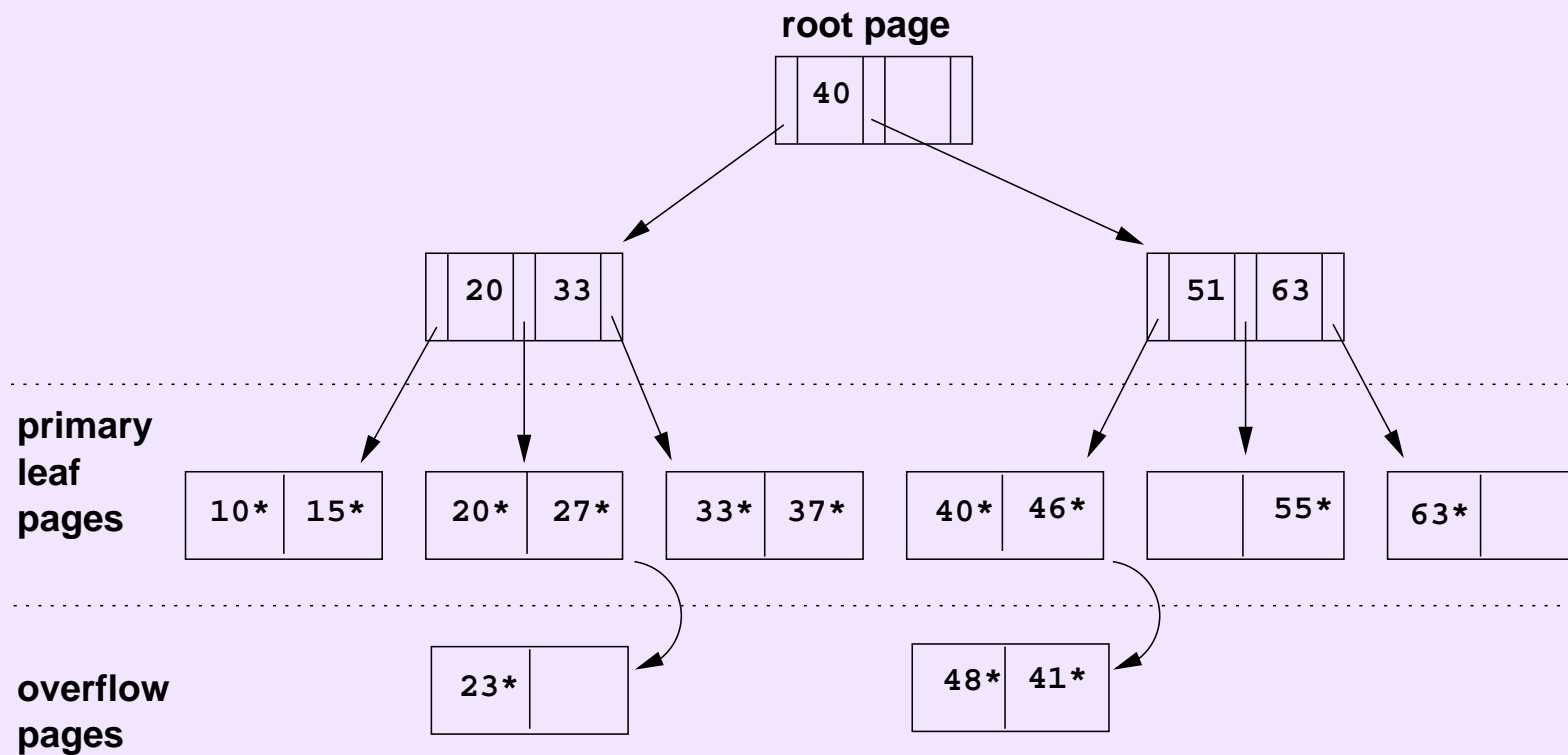 root page
40
20 33
51 63
primary
leaf
pages
10* 15*
20* 27*
33* 37*
40* 46*
55*
63*
overflow
pages
23*
48* 41*